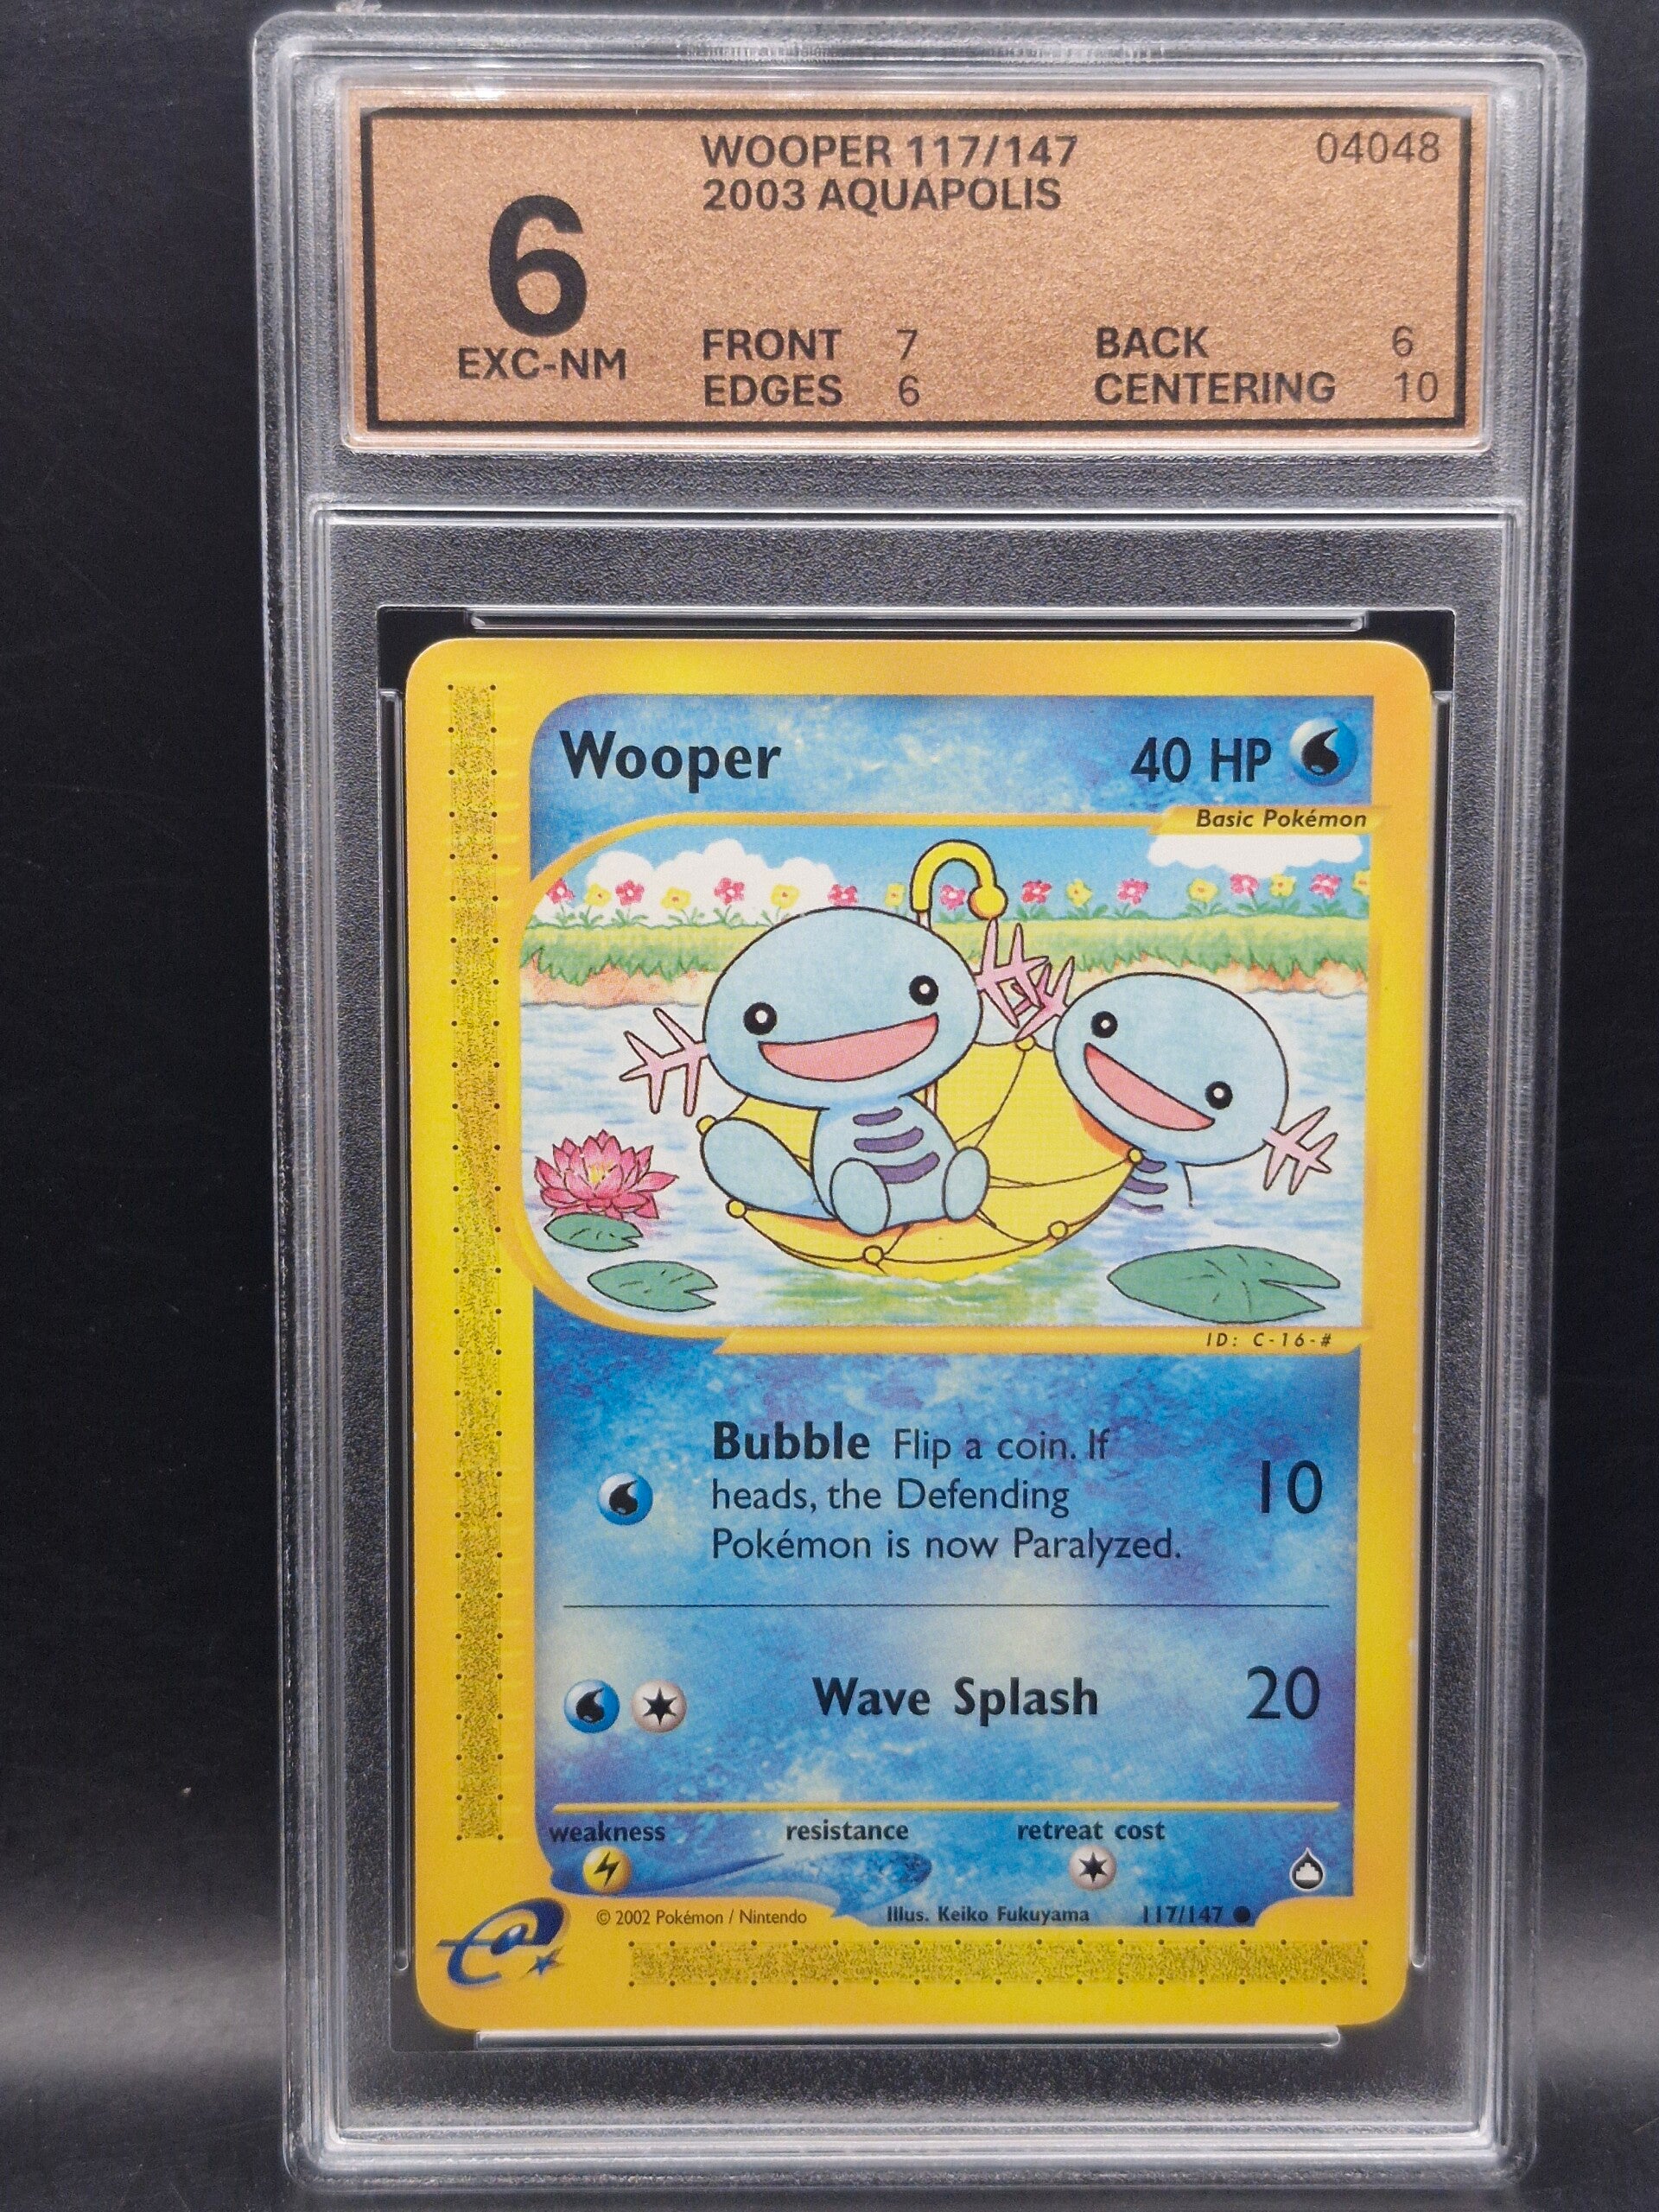 WOOPER 117/147
04048
2003 AQUAPOLIS
6
EXC-NM
FRONT 7
BACK 6
EDGES 6
CENTERING 10
Wooper
40 HP
Basic Pokémon
ID: C-16-#
Bubble Flip a coin. If
heads, the Defending
Pokémon is now Paralyzed.
10
Wave Splash 20
weakness resistance retreat cost
© 2002 Pokémon / Nintendo Illus. Keiko Fukuyama 117/147
e